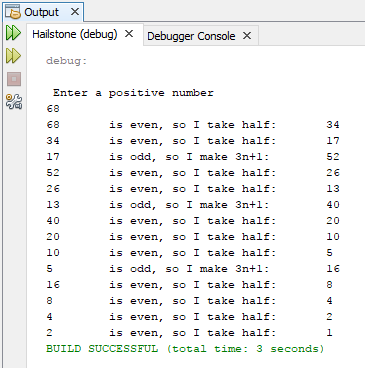 Output
Hailstone (debug) Debugger Console
debug:
Enter a positive number
68
68 is even, so I take half: 34
34 is even, so I take half: 17
17 is odd, so I make 3n+1: 52
52 is even, so I take half: 26
26 is even, so I take half: 13
13 is odd, so I make 3n+1: 40
40 is even, so I take half: 20
20 is even, so I take half: 10
10 is even, so I take half: 5
5 is odd, so I make 3n+1: 16
16 is even, so I take half: 8
8 is even, so I take half: 4
4 is even, so I take half: 2
2 is even, so I take half: 1
BUILD SUCCESSFUL (total time: 3 seconds)